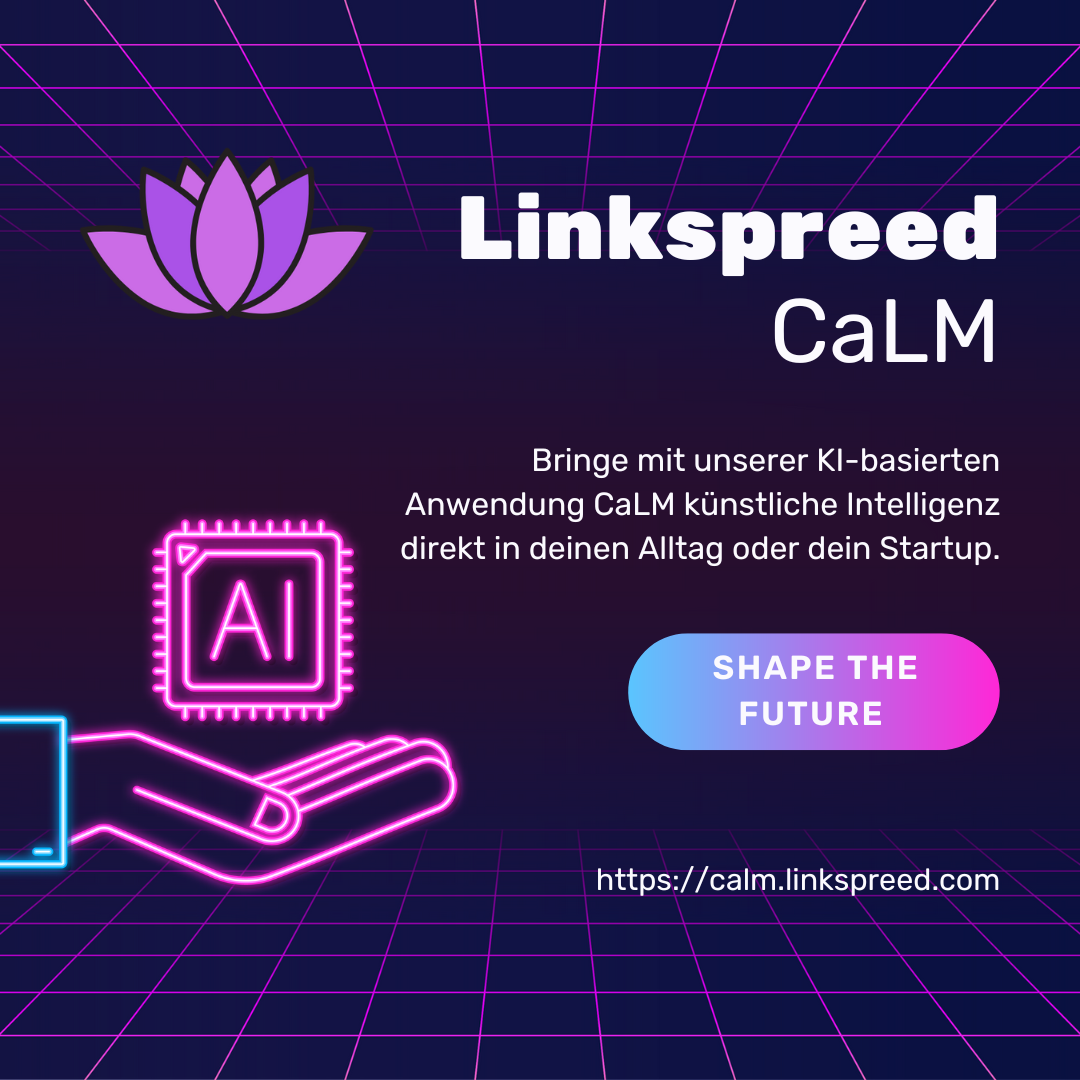 Linkspreed
CaLM
Bringe mit unserer KI-basierten
Anwendung CaLM künstliche Intelligenz
direkt in deinen Alltag oder dein Startup.
AI
SHAPE THE
FUTURE
https://calm.linkspreed.com